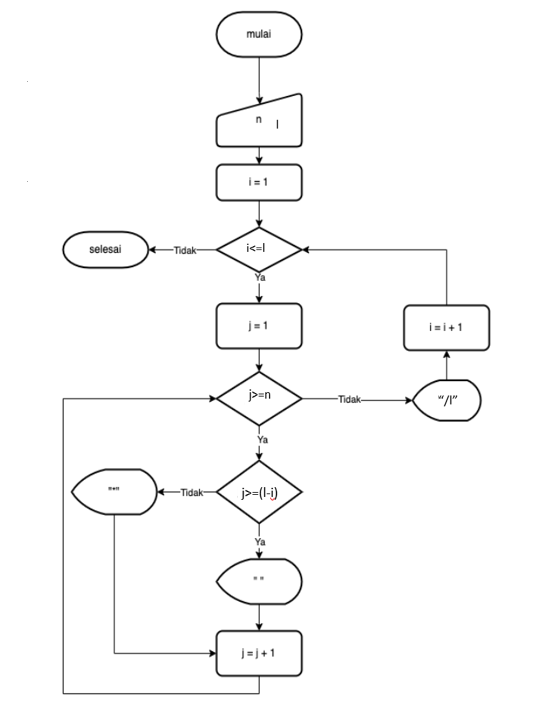 mulai
n l
i = 1
selesai
Tidak
i<=l
Ya
j = 1
i = i + 1
j>=n
Tidak
"/l"
Ya
"*"
Tidak
j>=(l-i)
Ya
" "
j = j + 1